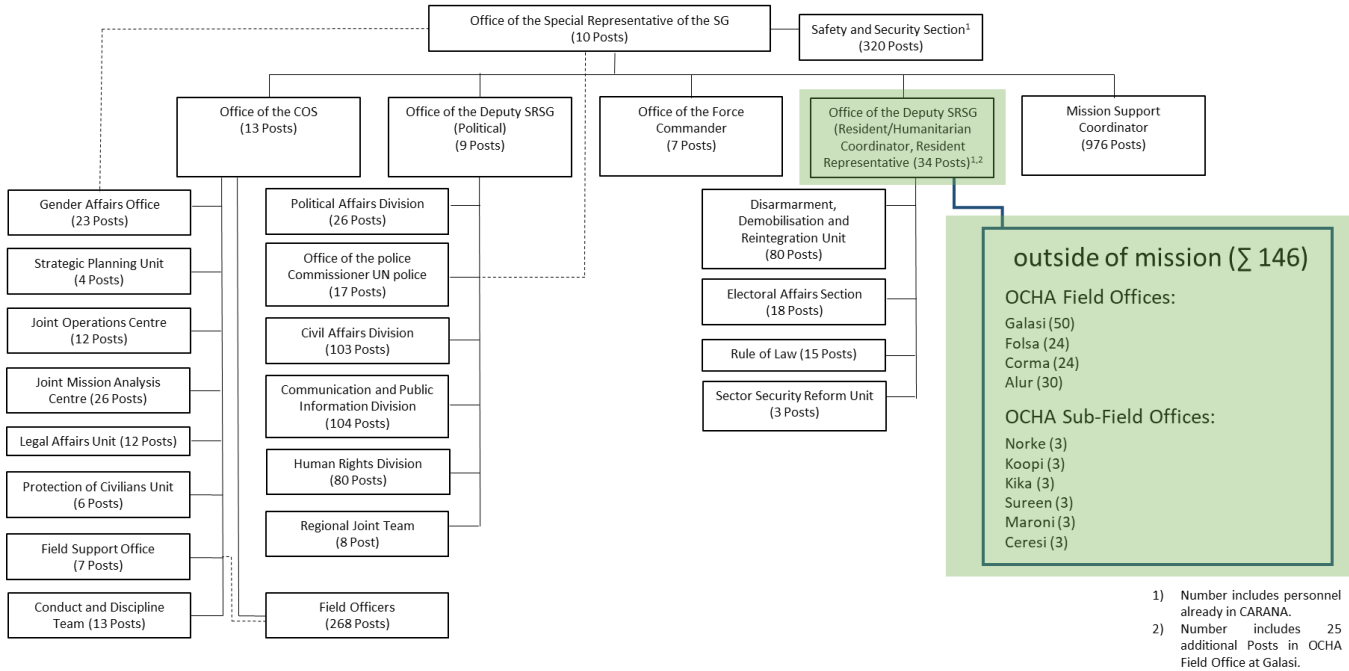 Office of the Special Representative of the SG
(10 Posts)
Safety and Security Section¹
(320 Posts)
Office of the COS
(13 Posts)
Office of the Deputy SRSG
(Political)
(9 Posts)
Office of the Force
Commander
(7 Posts)
Office of the Deputy SRSG
(Resident/Humanitarian
Coordinator, Resident
Representative (34 Posts)¹,²
Mission Support
Coordinator
(976 Posts)
Gender Affairs Office
(23 Posts)
Strategic Planning Unit
(4 Posts)
Joint Operations Centre
(12 Posts)
Joint Mission Analysis
Centre (26 Posts)
Legal Affairs Unit (12 Posts)
Protection of Civilians Unit
(6 Posts)
Field Support Office
(7 Posts)
Conduct and Discipline
Team (13 Posts)
Political Affairs Division
(26 Posts)
Office of the police
Commissioner UN police
(17 Posts)
Civil Affairs Division
(103 Posts)
Communication and Public
Information Division
(104 Posts)
Human Rights Division
(80 Posts)
Regional Joint Team
(8 Post)
Field Officers
(268 Posts)
Disarmament,
Demobilisation and
Reintegration Unit
(80 Posts)
Electoral Affairs Section
(18 Posts)
Rule of Law (15 Posts)
Sector Security Reform Unit
(3 Posts)
outside of mission (∑ 146)
OCHA Field Offices:
Galasi (50)
Folsa (24)
Corma (24)
Alur (30)
OCHA Sub-Field Offices:
Norke (3)
Koopi (3)
Kika (3)
Sureen (3)
Maroni (3)
Ceresi (3)
1) Number includes personnel
already in CARANA.
2) Number includes 25
additional Posts in OCHA
Field Office at Galasi.